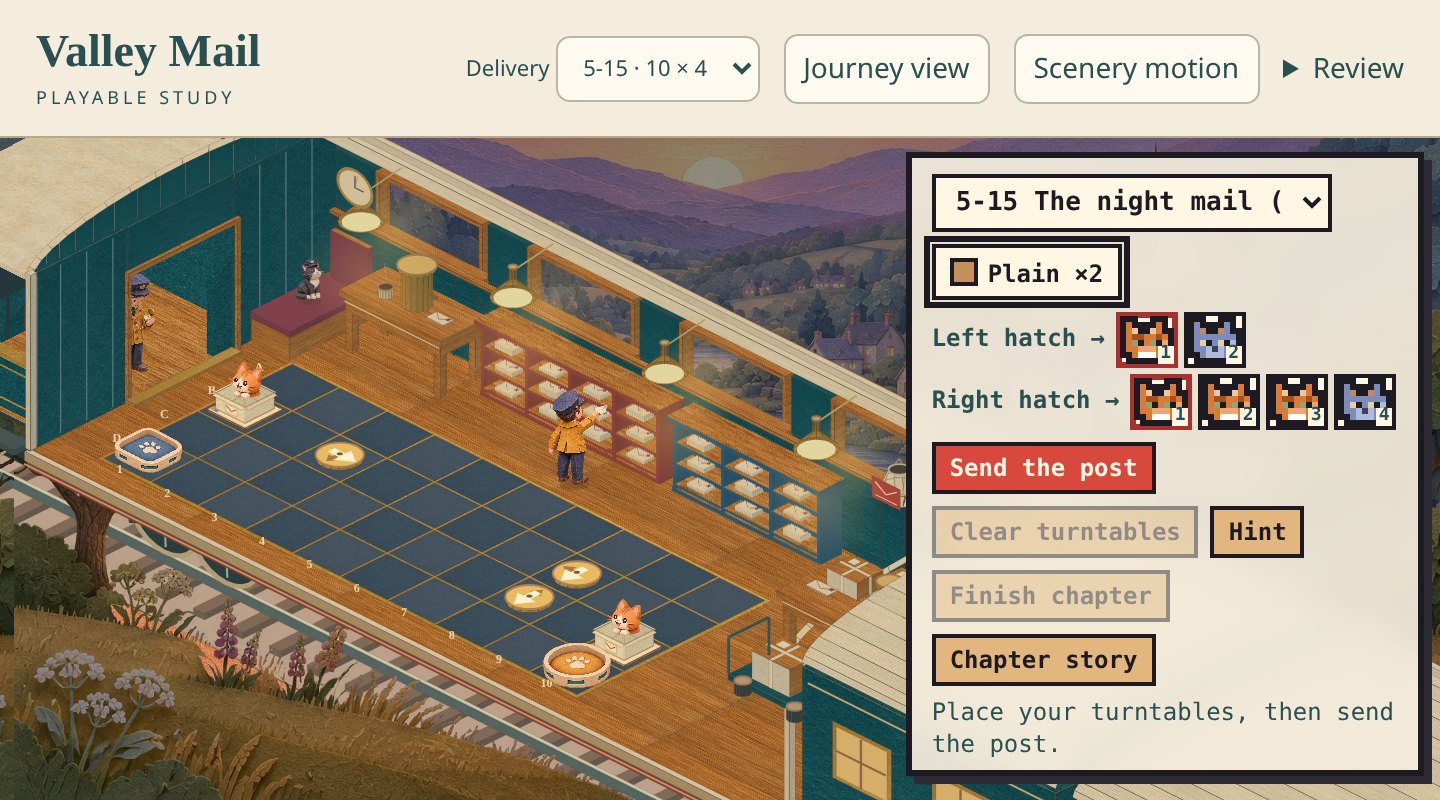 Valley Mail
PLAYABLE STUDY
Delivery 5-15 · 10 × 4
Journey view
Scenery motion
▶ Review
5-15 The night mail (
Plain ×2
Left hatch → 1 2
Right hatch → 1 2 3 4
Send the post
Clear turntables
Hint
Finish chapter
Chapter story
Place your turntables, then send
the post.
A
B
C
D
1
2
3
4
5
6
7
8
9
10